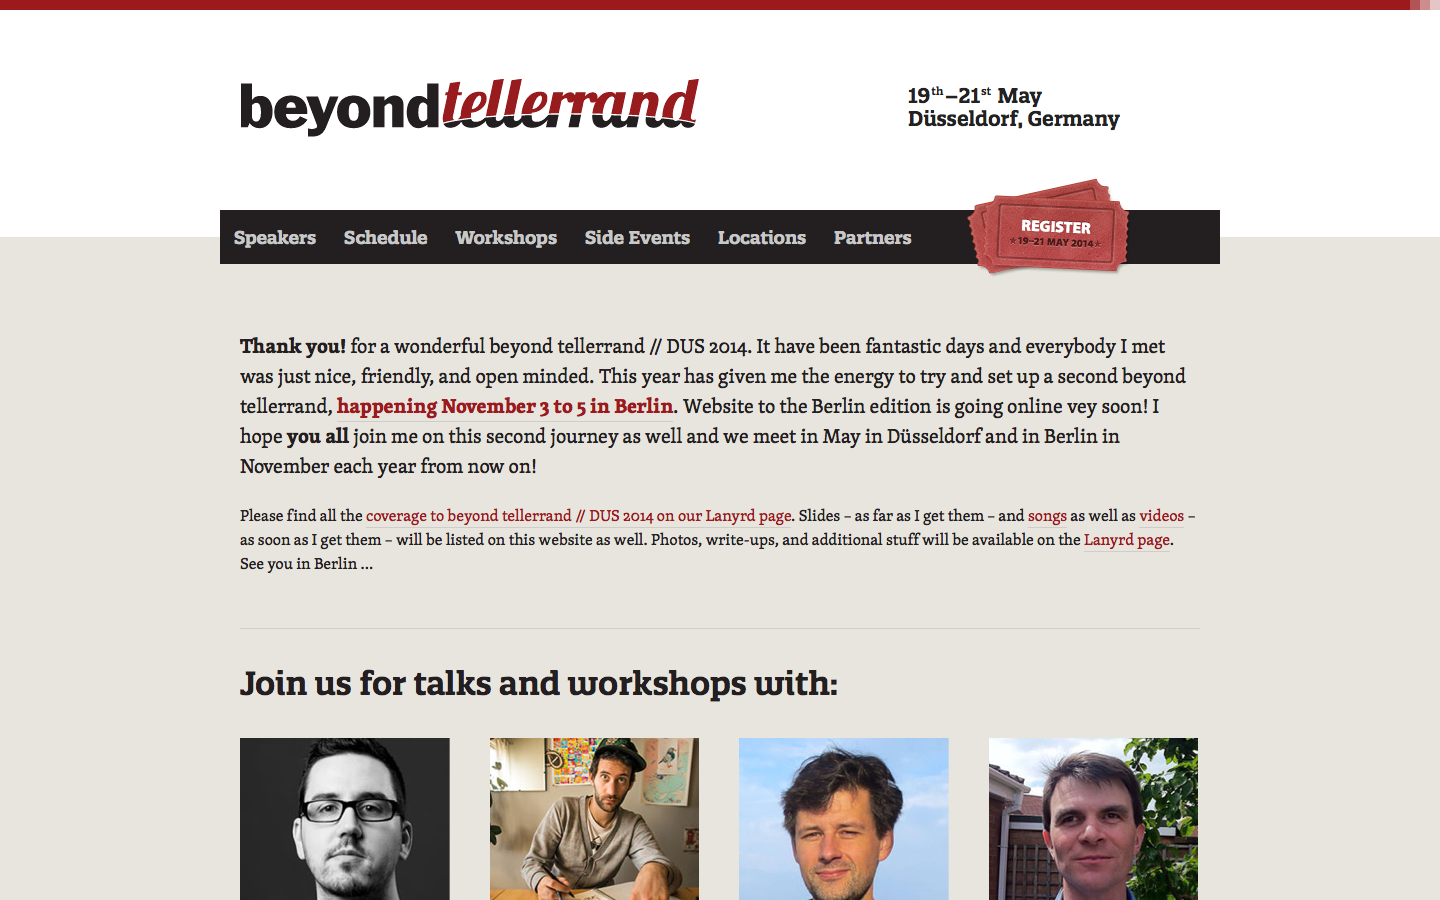 beyondtellerrand
19th–21st May
Düsseldorf, Germany
Speakers Schedule Workshops Side Events Locations Partners
REGISTER
★19–21 MAY 2014★
Thank you! for a wonderful beyond tellerrand // DUS 2014. It have been fantastic days and everybody I met
was just nice, friendly, and open minded. This year has given me the energy to try and set up a second beyond
tellerrand, happening November 3 to 5 in Berlin. Website to the Berlin edition is going online vey soon! I
hope you all join me on this second journey as well and we meet in May in Düsseldorf and in Berlin in
November each year from now on!
Please find all the coverage to beyond tellerrand // DUS 2014 on our Lanyrd page. Slides – as far as I get them – and songs as well as videos –
as soon as I get them – will be listed on this website as well. Photos, write-ups, and additional stuff will be available on the Lanyrd page.
See you in Berlin ...
Join us for talks and workshops with: